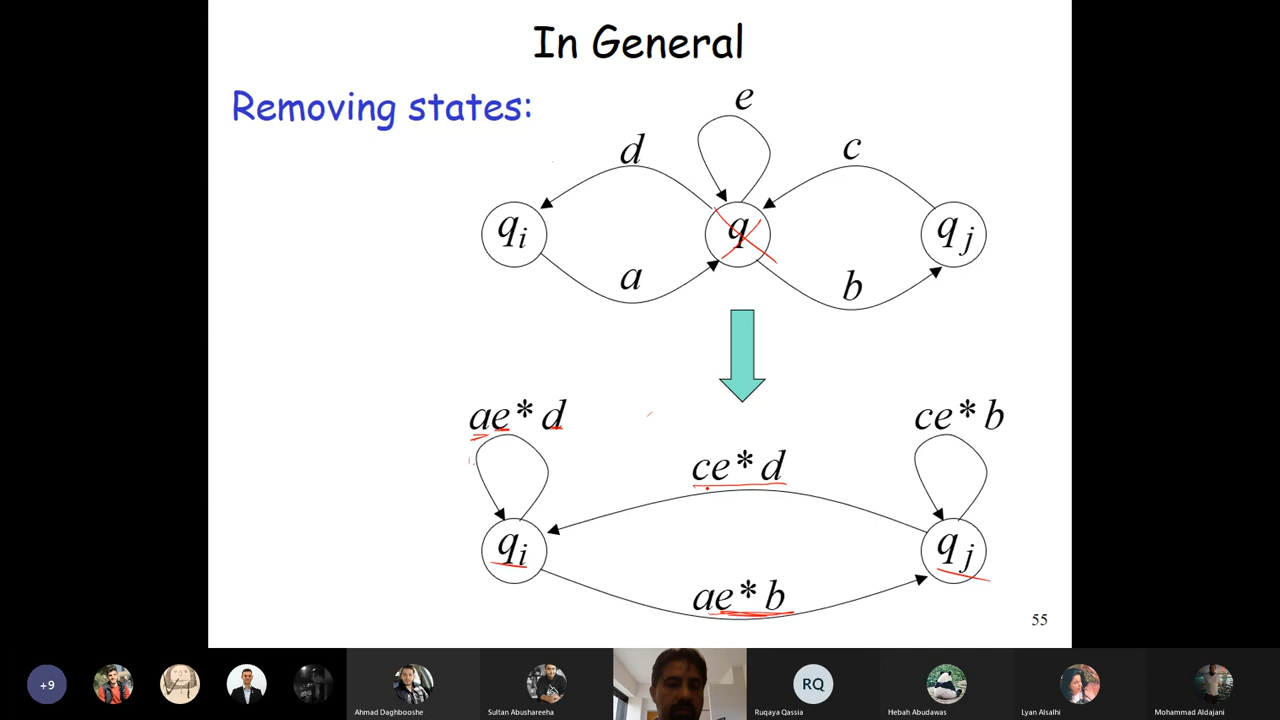 In General
Removing states:
e
d
c
q_i
q
q_j
a
b
ae*d
ce*b
ce*d
q_i
q_j
ae*b
55
+9
Ahmad Daghbooshe
Sultan Abushareeha
RQ
Ruqaya Qassia
Hebah Abudawas
Lyan Alsalhi
Mohammad Aldajani